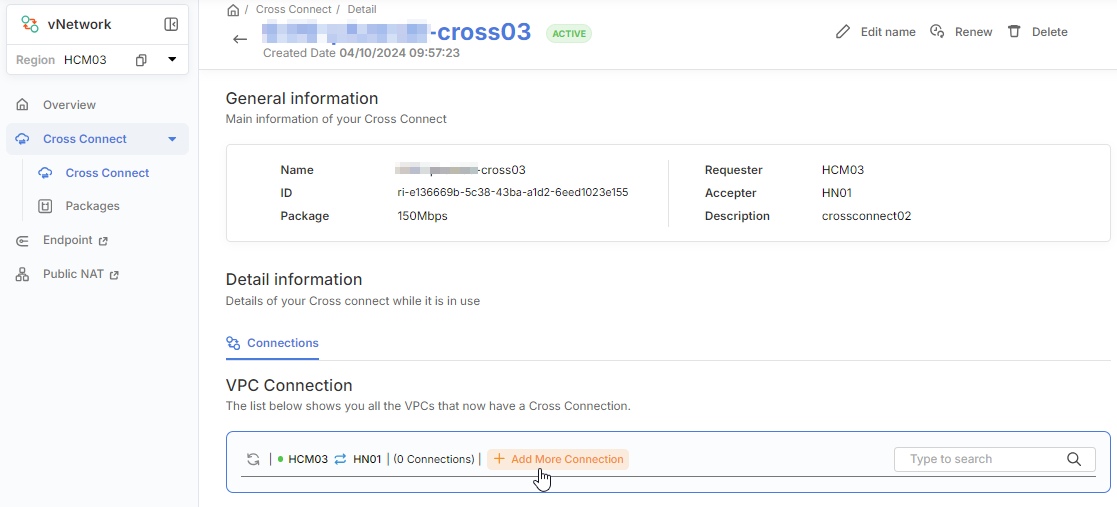 vNetwork
Region HCM03
Overview
Cross Connect
Cross Connect
Packages
Endpoint
Public NAT
/ Cross Connect / Detail
-cross03 ACTIVE
Created Date 04/10/2024 09:57:23
Edit name Renew Delete
General information
Main information of your Cross Connect
Name -cross03
ID ri-e136669b-5c38-43ba-a1d2-6eed1023e155
Package 150Mbps
Requester HCM03
Accepter HN01
Description crossconnect02
Detail information
Details of your Cross connect while it is in use
Connections
VPC Connection
The list below shows you all the VPCs that now have a Cross Connection.
| HCM03 HN01 | (0 Connections) | + Add More Connection Type to search